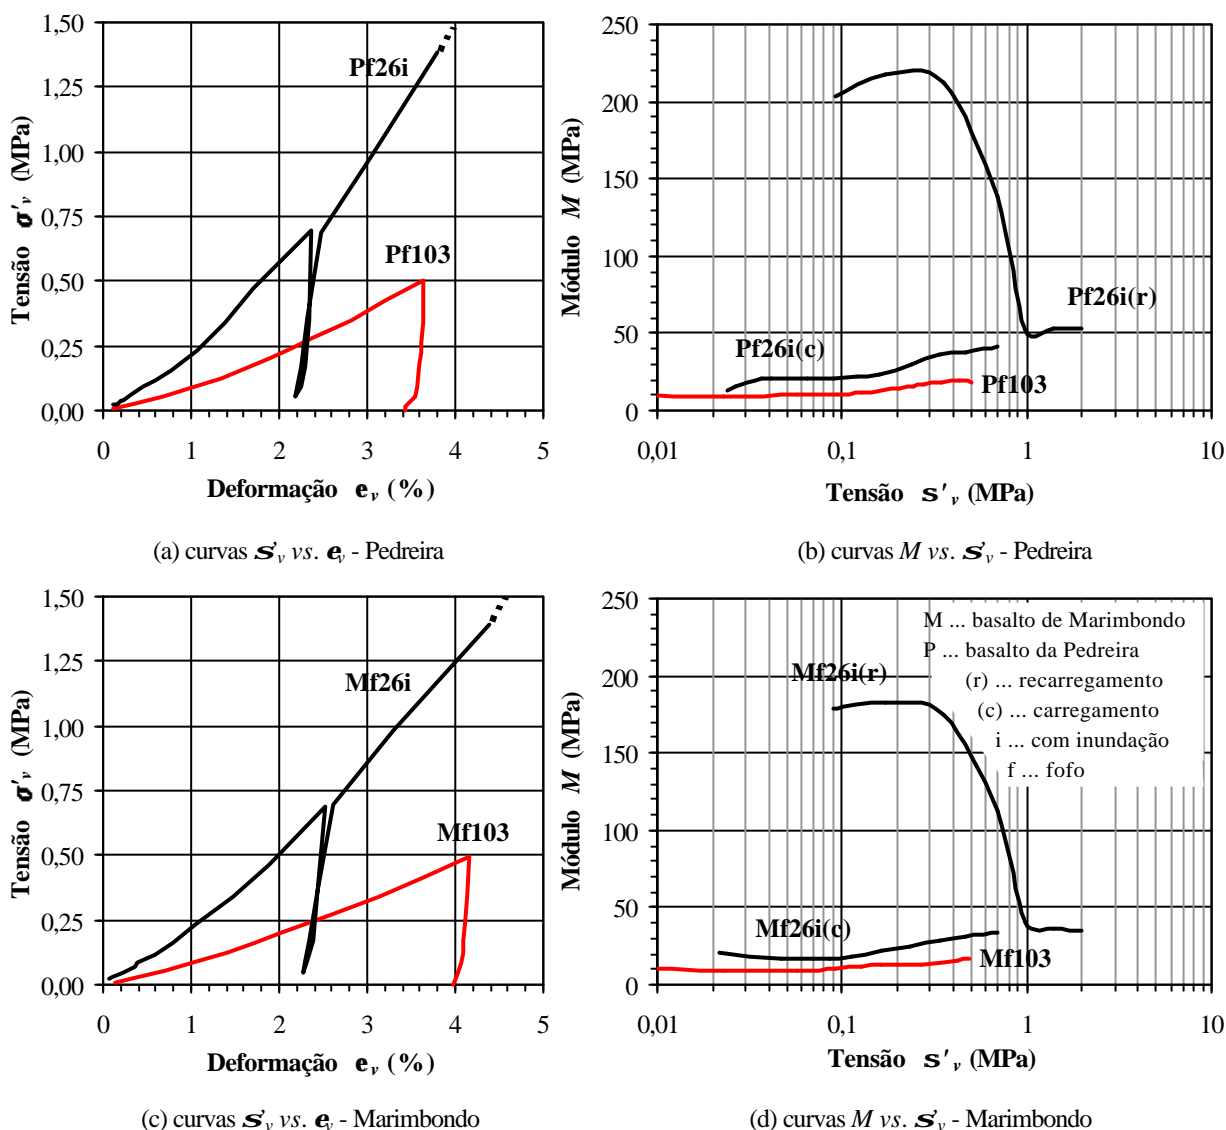 1,50
1,25
1,00
0,75
0,50
0,25
0,00
Tensão σ'v (MPa)
Pf26i
Pf103
0 1 2 3 4 5
Deformação ev (%)
(a) curvas s'v vs. ev - Pedreira
250
200
150
100
50
0
Módulo M (MPa)
Pf26i(r)
Pf26i(c)
Pf103
0,01 0,1 1 10
Tensão s'v (MPa)
(b) curvas M vs. s'v - Pedreira
1,50
1,25
1,00
0,75
0,50
0,25
0,00
Tensão σ'v (MPa)
Mf26i
Mf103
0 1 2 3 4 5
Deformação ev (%)
(c) curvas s'v vs. ev - Marimbondo
250
200
150
100
50
0
Módulo M (MPa)
M ... basalto de Marimbondo
P ... basalto da Pedreira
(r) ... recarregamento
(c) ... carregamento
i ... com inundação
f ... fofo
Mf26i(r)
Mf26i(c)
Mf103
0,01 0,1 1 10
Tensão s'v (MPa)
(d) curvas M vs. s'v - Marimbondo